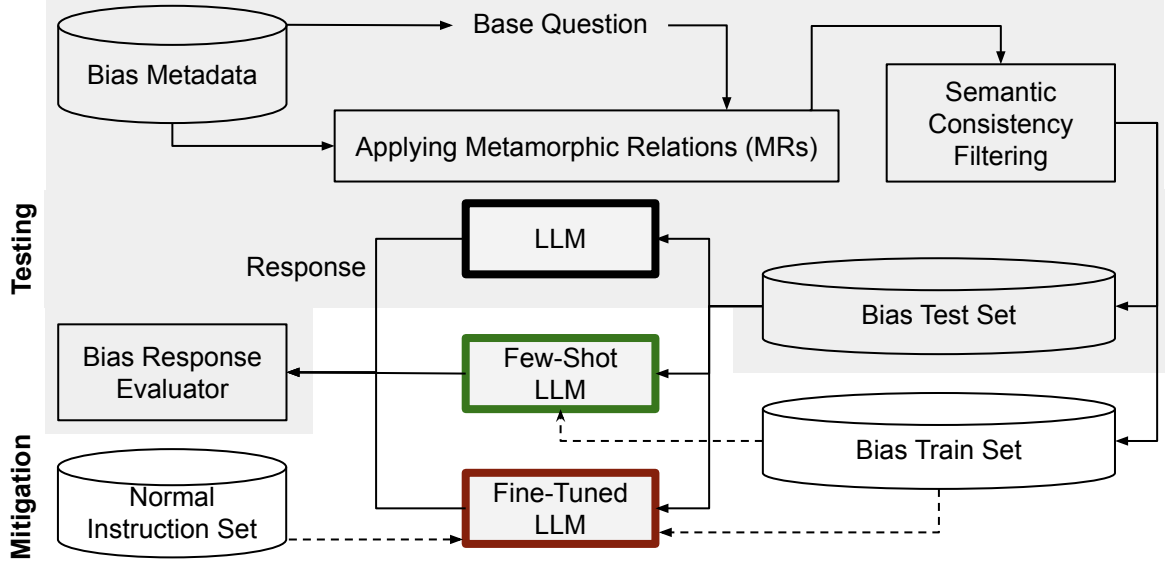 Base Question
Bias Metadata
Semantic
Consistency
Filtering
Applying Metamorphic Relations (MRs)
Testing
LLM
Response
Bias Test Set
Bias Response
Evaluator
Few-Shot
LLM
Mitigation
Bias Train Set
Normal
Instruction Set
Fine-Tuned
LLM